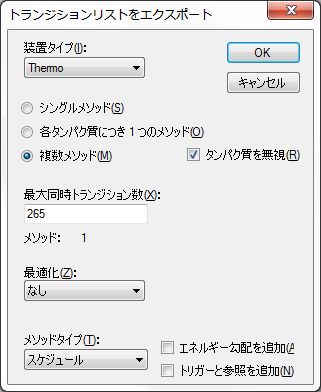 トランジションリストをエクスポート
装置タイプ(I):
Thermo
OK
キャンセル
シングルメソッド(S)
各タンパク質につき 1 つのメソッド(O)
複数メソッド(M)
タンパク質を無視(R)
最大同時トランジション数(X):
265
メソッド: 1
最適化(Z):
なし
メソッドタイプ(T):
スケジュール
エネルギー勾配を追加(A
トリガーと参照を追加(N)